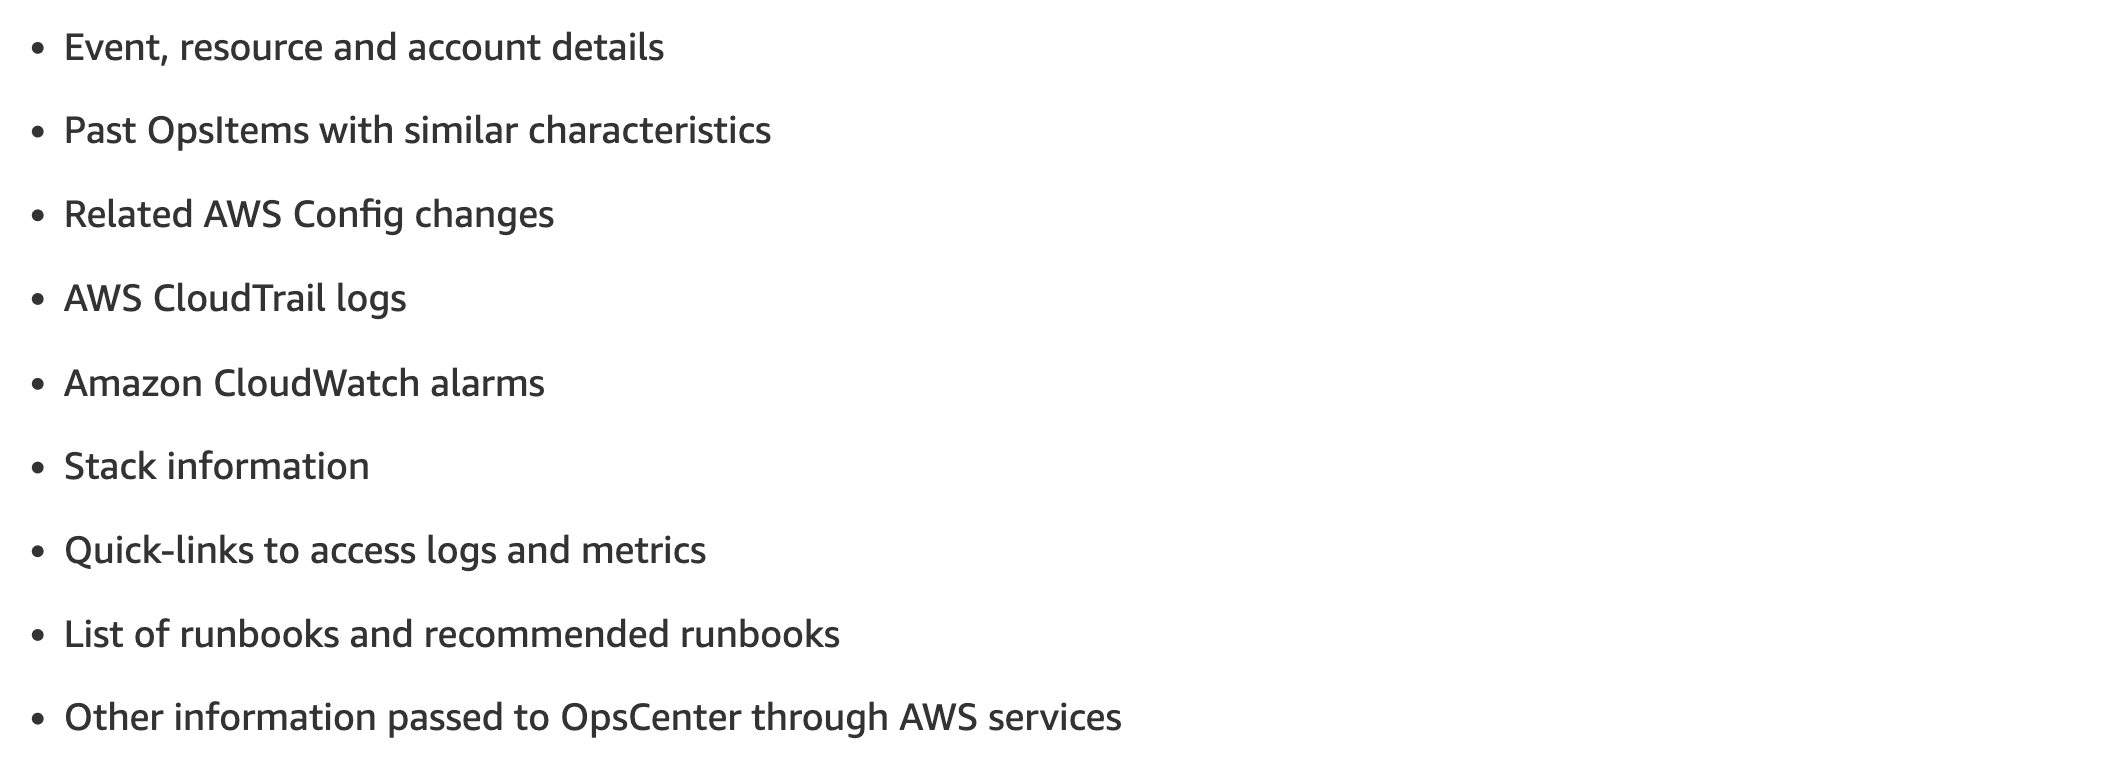 • Event, resource and account details
• Past OpsItems with similar characteristics
• Related AWS Config changes
• AWS CloudTrail logs
• Amazon CloudWatch alarms
• Stack information
• Quick-links to access logs and metrics
• List of runbooks and recommended runbooks
• Other information passed to OpsCenter through AWS services